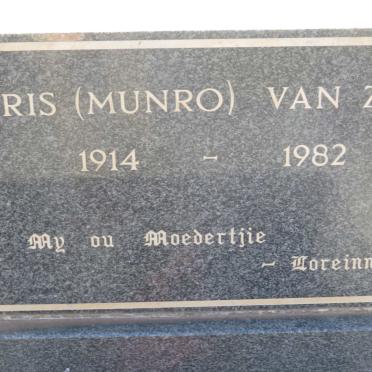 RIS (MUNRO) VAN Z
1914 - 1982
My ou Moedertjie
- Loreinn